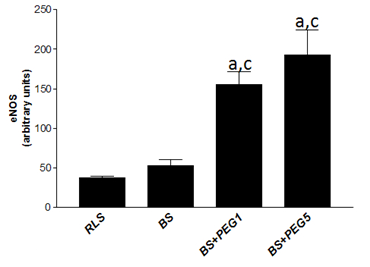 250
200
150
100
50
0
eNOS
(arbitrary units)
a,c
a,c
RLS
BS
BS+PEG1
BS+PEG5